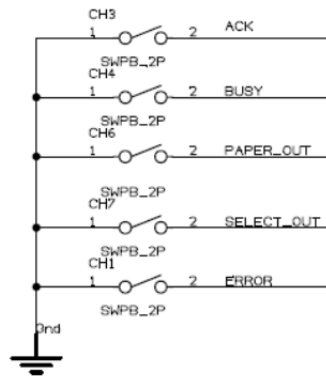 CH3
1 2 ACK
SWPB_2P
CH4
1 2 BUSY
SWPB_2P
CH6
1 2 PAPER_OUT
SWPB_2P
CH7
1 2 SELECT_OUT
SWPB_2P
CH1
1 2 ERROR
SWPB_2P
Gnd